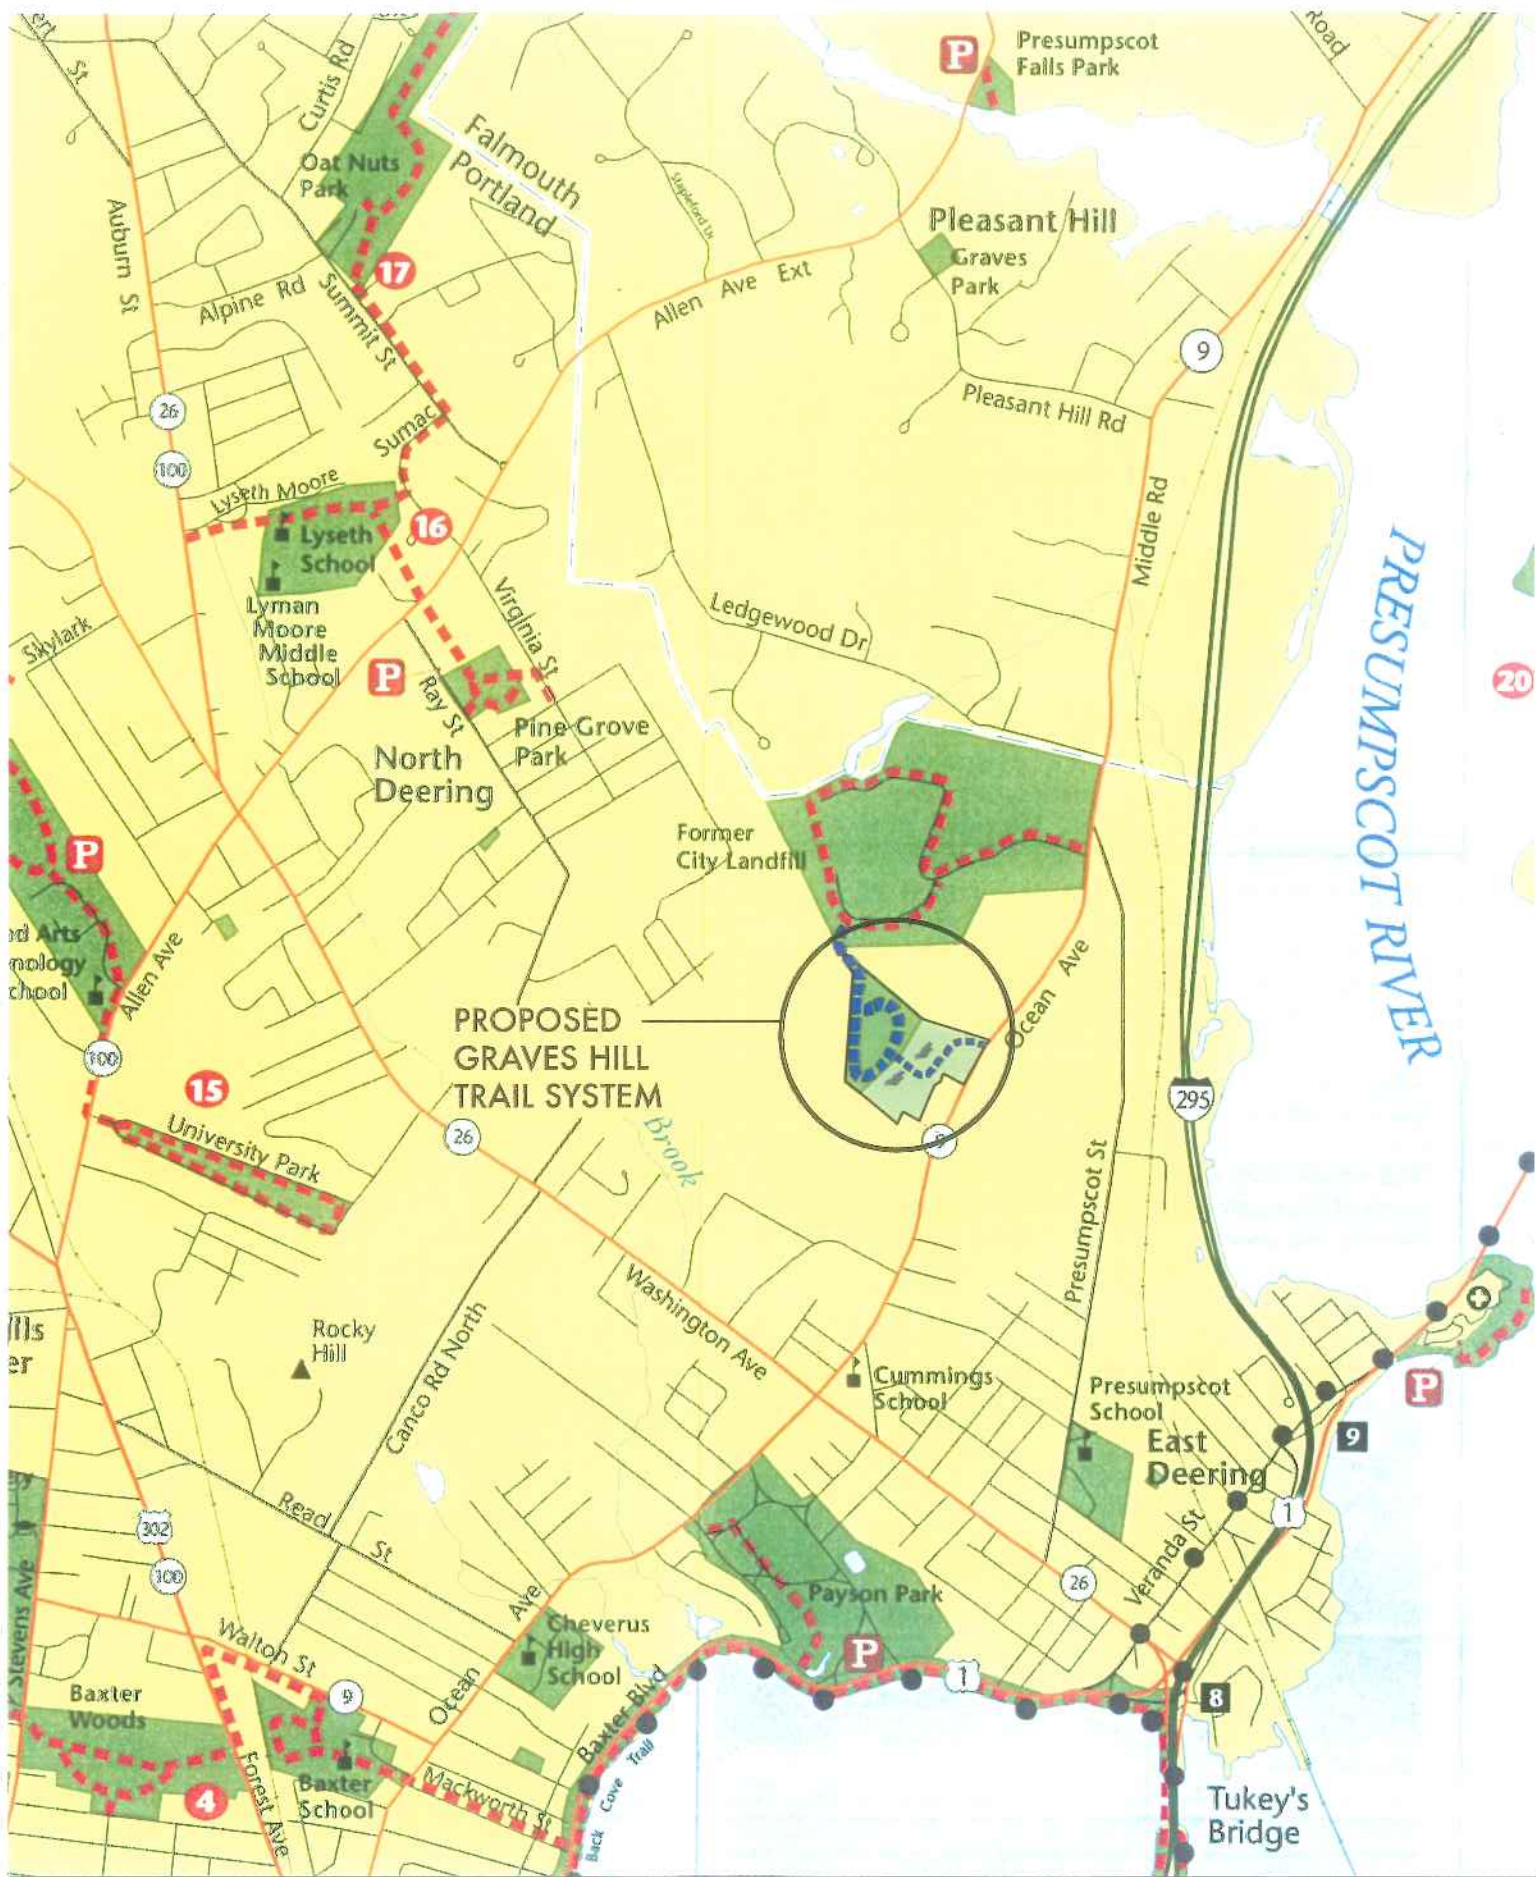 St
Curtis Rd
P
Presumpscot
Falls Park
Road
Oat Nuts
Park
Falmouth
Portland
Stapleford Dr
Auburn St
17
Pleasant Hill
Graves
Park
Alpine Rd
Summit St
Allen Ave Ext
9
26
Sumac
Pleasant Hill Rd
100
Lyseth Moore
16
Lyseth
School
Middle Rd
Lyman
Moore
Middle
School
Virginia St
Ledgewood Dr
PRESUMPSCOT RIVER
Skylark
P
Ray St
20
Pine Grove
Park
North
Deering
Former
City Landfill
P
Allen Ave
Ocean Ave
PROPOSED
GRAVES HILL
TRAIL SYSTEM
100
15
295
University Park
26
Brook
9
Presumpscot St
Washington Ave
Rocky
Hill
Canco Rd North
Cummings
School
Presumpscot
School
P
East
Deering
9
Read St
1
302
100
Veranda St
26
Payson Park
Stevens Ave
Walton St
Ocean Ave
Cheverus
High
School
P
1
9
8
Baxter
Woods
Baxter Blvd
Back Cove Trail
4
Forest Ave
Baxter
School
Mackworth St
Tukey's
Bridge